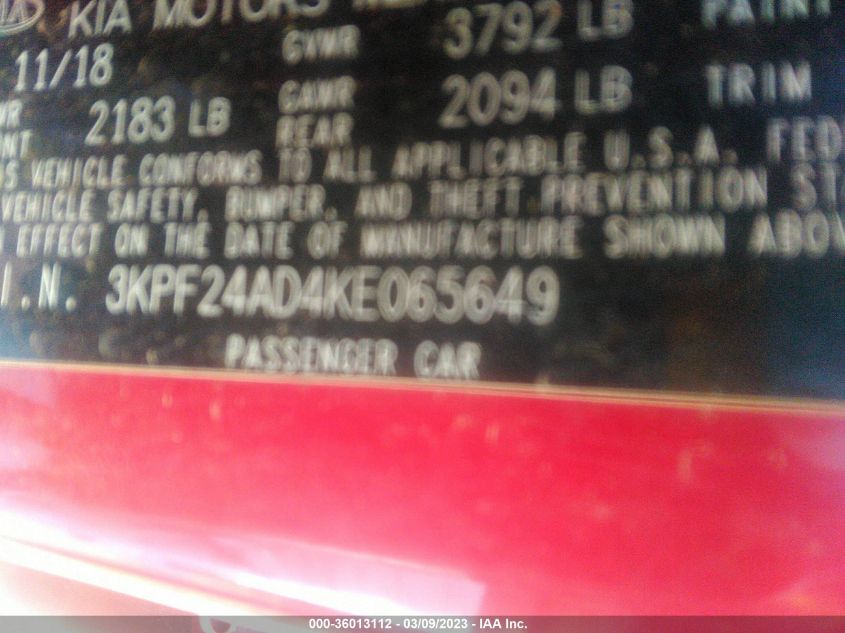 KIA KIA MOTORS
11/18 GVWR 3792 LB PAINT
2183 LB GAWR REAR 2094 LB TRIM
VEHICLE CONFORMS TO ALL APPLICABLE U.S.A.
VEHICLE SAFETY, BUMPER, AND THEFT PREVENTION
EFFECT ON THE DATE OF MANUFACTURE SHOWN
I.N. 3KPF24AD4KE065649
PASSENGER CAR
000-36013112 - 03/09/2023 - IAA Inc.